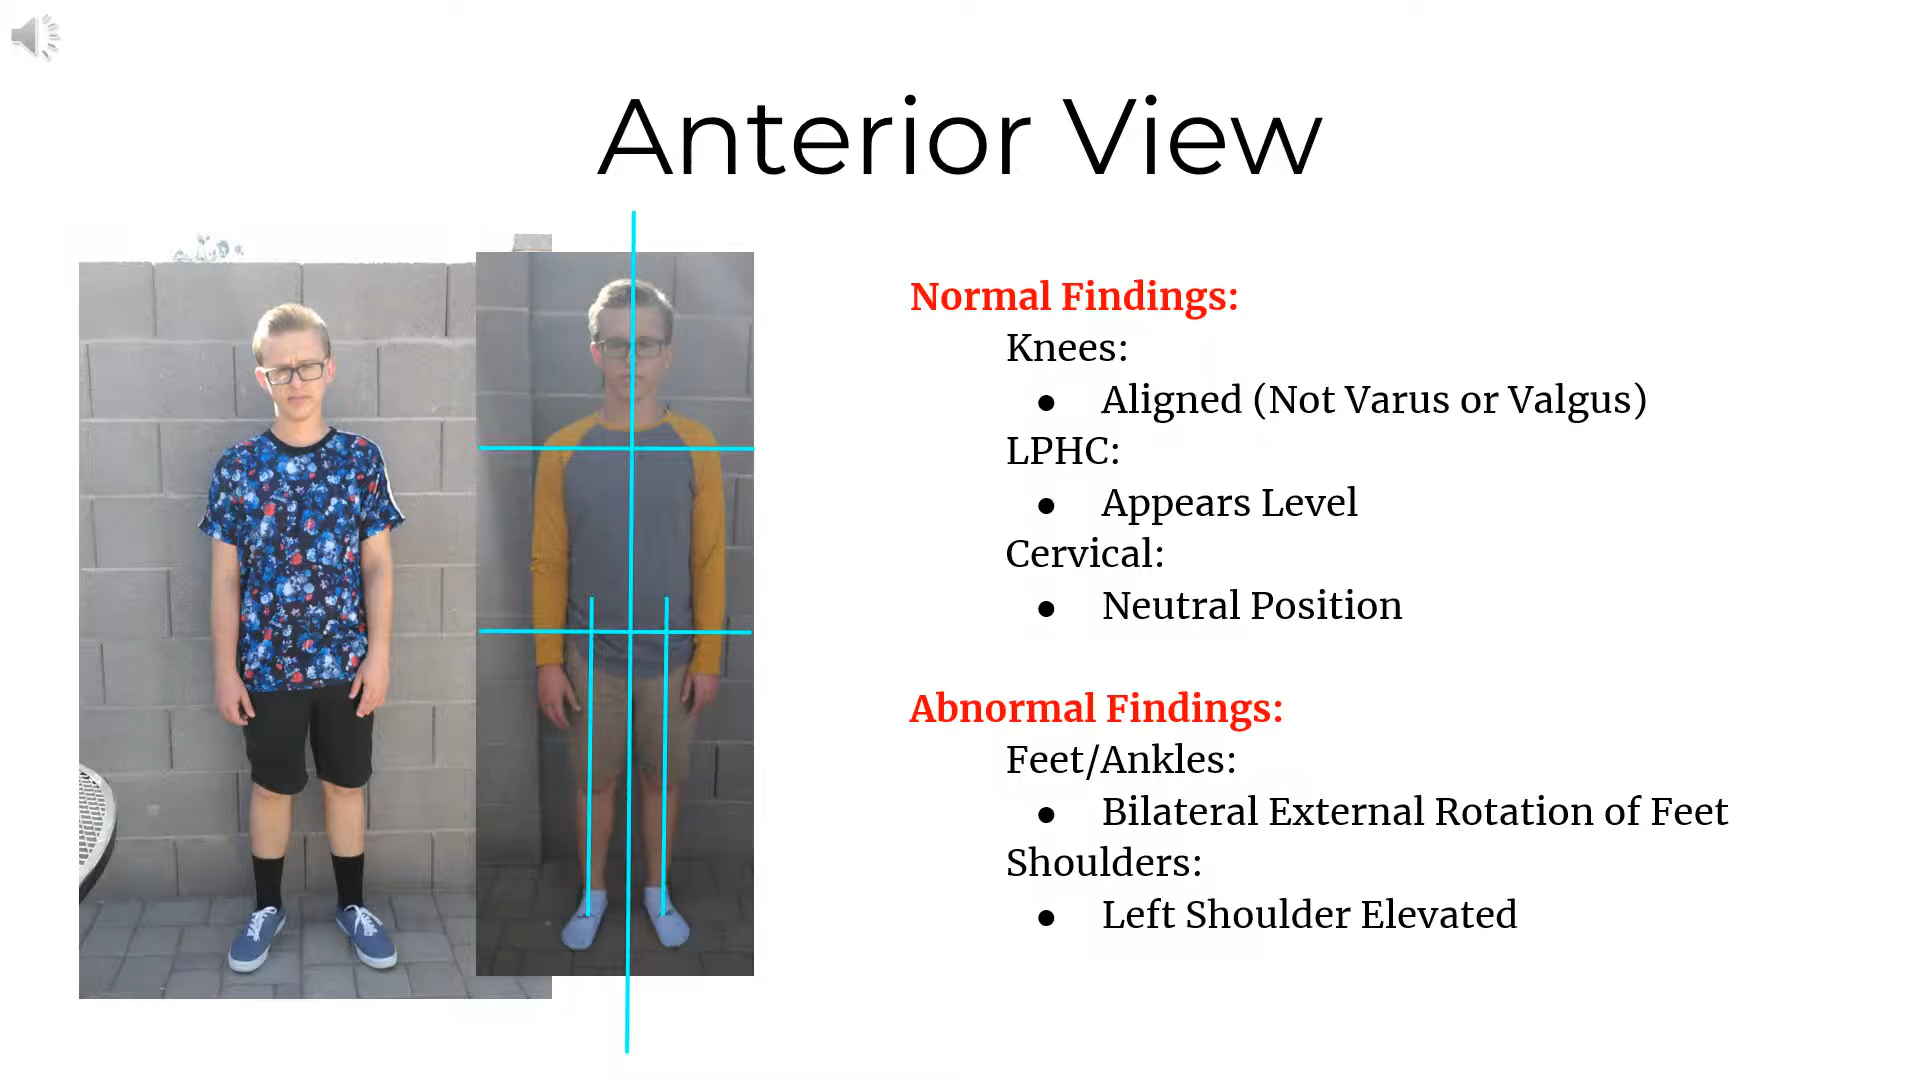 Anterior View
Normal Findings:
Knees:
● Aligned (Not Varus or Valgus)
LPHC:
● Appears Level
Cervical:
● Neutral Position
Abnormal Findings:
Feet/Ankles:
● Bilateral External Rotation of Feet
Shoulders:
● Left Shoulder Elevated